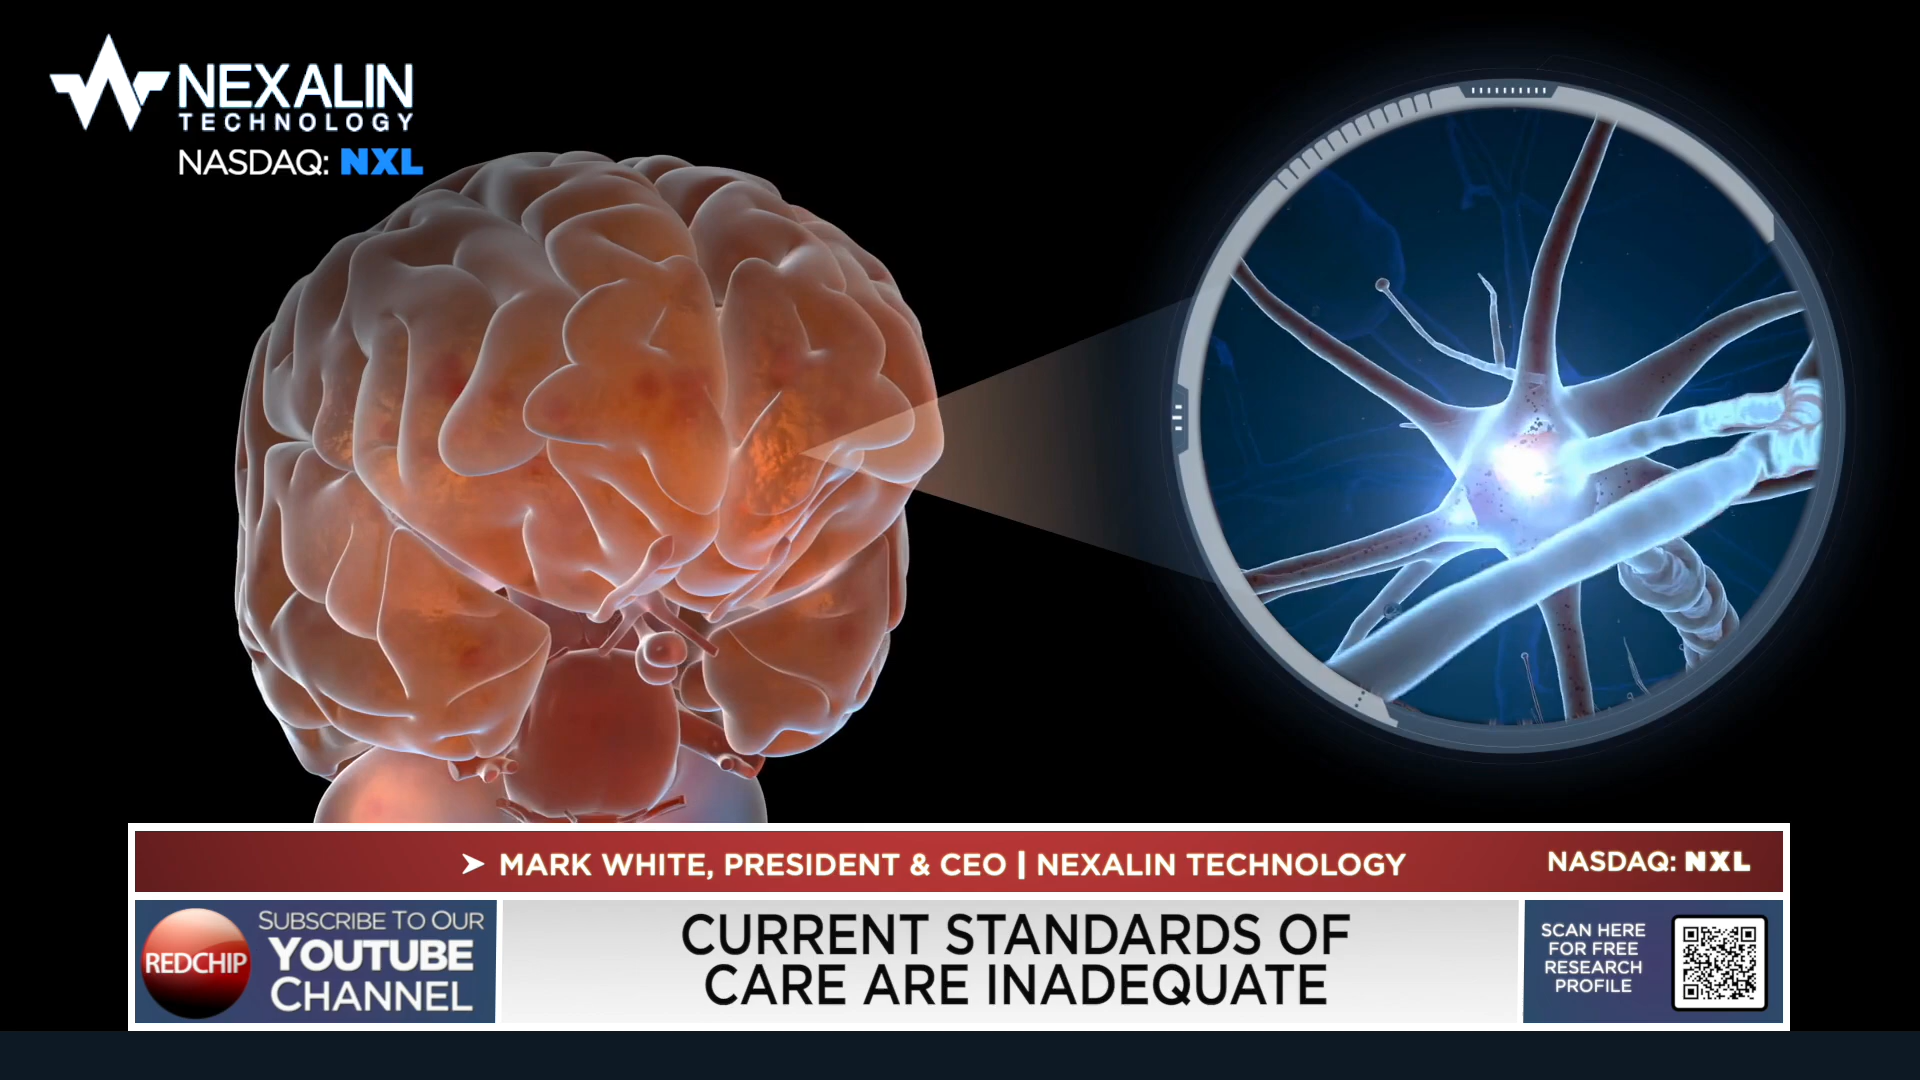 NEXALIN
TECHNOLOGY
NASDAQ: NXL
➤ MARK WHITE, PRESIDENT & CEO | NEXALIN TECHNOLOGY
NASDAQ: NXL
REDCHIP
SUBSCRIBE TO OUR
YOUTUBE
CHANNEL
CURRENT STANDARDS OF
CARE ARE INADEQUATE
SCAN HERE
FOR FREE
RESEARCH
PROFILE